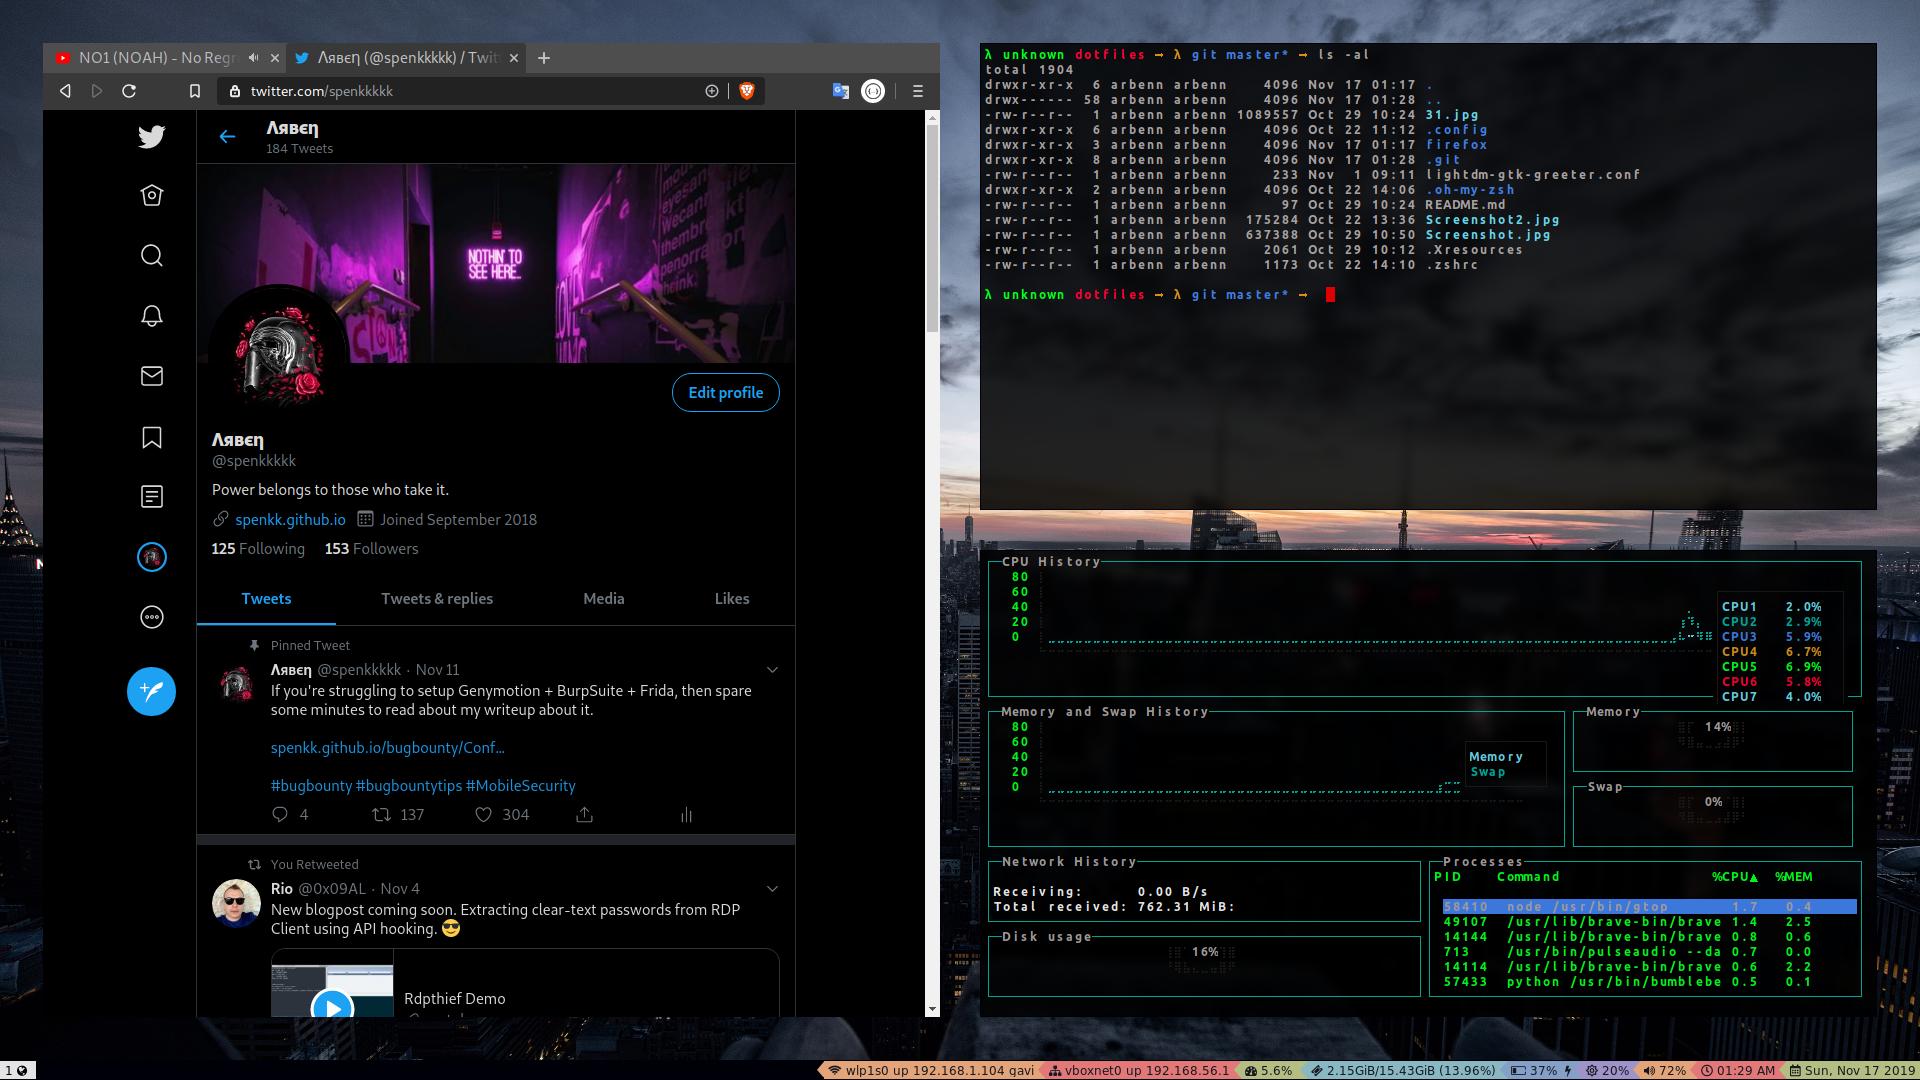 NO1 (NOAH) - No Regr
Λявєη (@spenkkkkk) / Twit
twitter.com/spenkkkkk
Λявєη
184 Tweets
NOTHIN' TO
SEE HERE...
Edit profile
Λявєη
@spenkkkkk
Power belongs to those who take it.
spenkk.github.io Joined September 2018
125 Following 153 Followers
Tweets Tweets & replies Media Likes
Pinned Tweet
Λявєη @spenkkkkk · Nov 11
If you're struggling to setup Genymotion + BurpSuite + Frida, then spare
some minutes to read about my writeup about it.
spenkk.github.io/bugbounty/Conf...
#bugbounty #bugbountytips #MobileSecurity
4 137 304
You Retweeted
Rio @0x09AL · Nov 4
New blogpost coming soon. Extracting clear-text passwords from RDP
Client using API hooking. 😎
Rdpthief Demo
λ unknown dotfiles → λ git master* → ls -al
total 1904
drwxr-xr-x 6 arbenn arbenn 4096 Nov 17 01:17 .
drwx------ 58 arbenn arbenn 4096 Nov 17 01:28 ..
-rw-r--r-- 1 arbenn arbenn 1089557 Oct 29 10:24 31.jpg
drwxr-xr-x 6 arbenn arbenn 4096 Oct 22 11:12 .config
drwxr-xr-x 3 arbenn arbenn 4096 Nov 17 01:17 firefox
drwxr-xr-x 8 arbenn arbenn 4096 Nov 17 01:28 .git
-rw-r--r-- 1 arbenn arbenn 233 Nov 1 09:11 lightdm-gtk-greeter.conf
drwxr-xr-x 2 arbenn arbenn 4096 Oct 22 14:06 .oh-my-zsh
-rw-r--r-- 1 arbenn arbenn 97 Oct 29 10:24 README.md
-rw-r--r-- 1 arbenn arbenn 175284 Oct 22 13:36 Screenshot2.jpg
-rw-r--r-- 1 arbenn arbenn 637388 Oct 29 10:50 Screenshot.jpg
-rw-r--r-- 1 arbenn arbenn 2061 Oct 29 10:12 .Xresources
-rw-r--r-- 1 arbenn arbenn 1173 Oct 22 14:10 .zshrc
λ unknown dotfiles → λ git master* →
CPU History
80
60
40
20
0
CPU1 2.0%
CPU2 2.9%
CPU3 5.9%
CPU4 6.7%
CPU5 6.9%
CPU6 5.8%
CPU7 4.0%
Memory and Swap History
80
60
40
20
0
Memory
Swap
Memory
14%
Swap
0%
Network History
Receiving: 0.00 B/s
Total received: 762.31 MiB:
Disk usage
16%
Processes
PID Command %CPU▲ %MEM
58410 node /usr/bin/gtop 1.7 0.4
49107 /usr/lib/brave-bin/brave 1.4 2.5
14144 /usr/lib/brave-bin/brave 0.8 0.6
713 /usr/bin/pulseaudio --da 0.7 0.0
14114 /usr/lib/brave-bin/brave 0.6 2.2
57433 python /usr/bin/bumblebe 0.5 0.1
1 wlp1s0 up 192.168.1.104 gavi vboxnet0 up 192.168.56.1 5.6% 2.15GiB/15.43GiB (13.96%) 37% 20% 72% 01:29 AM Sun, Nov 17 2019